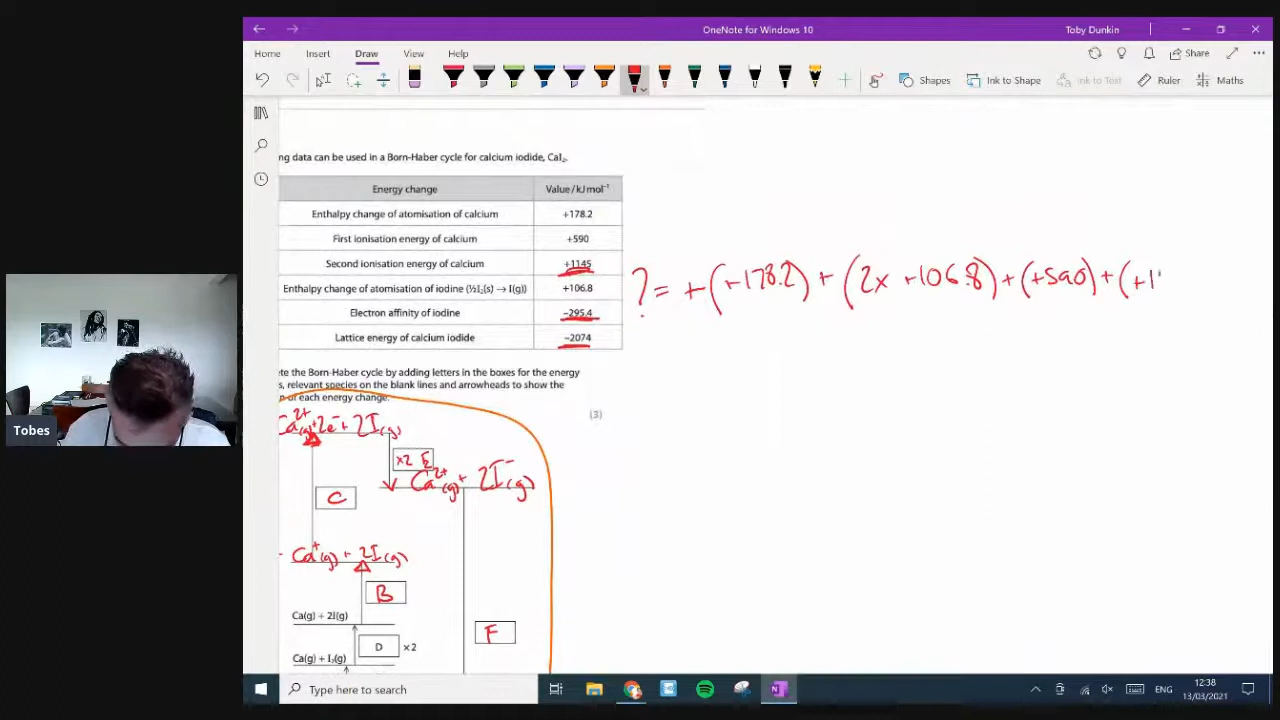 OneNote for Windows 10
Toby Dunkin
Home Insert Draw View Help
Share
Shapes Ink to Shape Ink to Text Ruler Maths
ng data can be used in a Born-Haber cycle for calcium iodide, CaI₂.
Energy change Value / kJ mol⁻¹
Enthalpy change of atomisation of calcium +178.2
First ionisation energy of calcium +590
Second ionisation energy of calcium +1145
Enthalpy change of atomisation of iodine (½I₂(s) → I(g)) +106.8
Electron affinity of iodine −295.4
Lattice energy of calcium iodide −2074
? = +(+178.2) + (2x +106.8) + (+590) + (+1
te the Born-Haber cycle by adding letters in the boxes for the energy
s, relevant species on the blank lines and arrowheads to show the
n of each energy change.
(3)
Ca²⁺(g) + 2e⁻ + 2I(g)
x2 E
Ca²⁺(g) + 2I⁻(g)
C
Ca⁺(g) + 2I(g)
B
Ca(g) + 2I(g)
F
D ×2
Ca(g) + I₂(g)
Tobes
Type here to search
ENG
12:38
13/03/2021